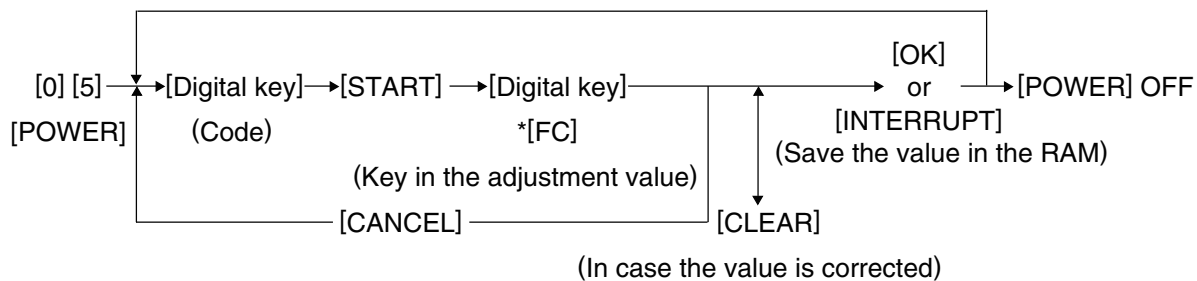 [0] [5]
[POWER]
[Digital key]
(Code)
[START]
[Digital key]
*[FC]
(Key in the adjustment value)
[OK]
or
[INTERRUPT]
(Save the value in the RAM)
[POWER] OFF
[CANCEL]
[CLEAR]
(In case the value is corrected)